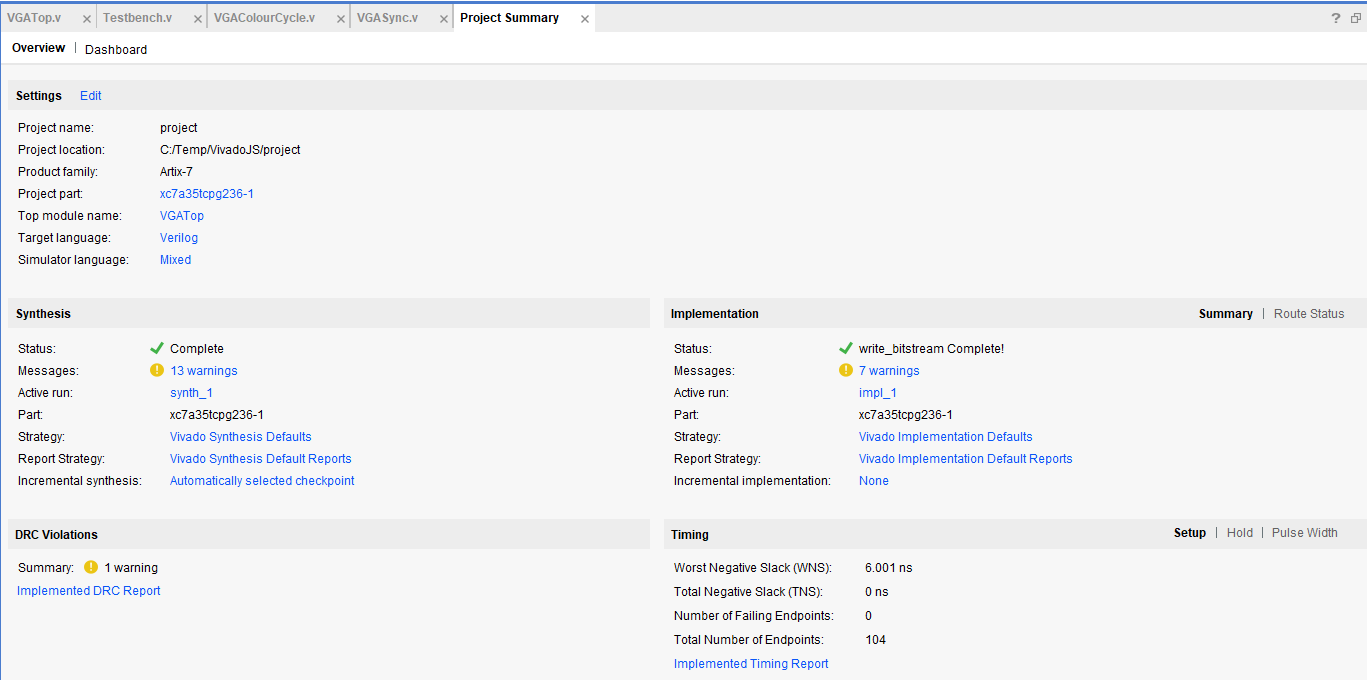 VGATop.v Testbench.v VGAColourCycle.v VGASync.v Project Summary ?
Overview | Dashboard
Settings Edit
Project name: project
Project location: C:/Temp/VivadoJS/project
Product family: Artix-7
Project part: xc7a35tcpg236-1
Top module name: VGATop
Target language: Verilog
Simulator language: Mixed
Synthesis
Status: Complete
Messages: 13 warnings
Active run: synth_1
Part: xc7a35tcpg236-1
Strategy: Vivado Synthesis Defaults
Report Strategy: Vivado Synthesis Default Reports
Incremental synthesis: Automatically selected checkpoint
Implementation Summary | Route Status
Status: write_bitstream Complete!
Messages: 7 warnings
Active run: impl_1
Part: xc7a35tcpg236-1
Strategy: Vivado Implementation Defaults
Report Strategy: Vivado Implementation Default Reports
Incremental implementation: None
DRC Violations
Summary: 1 warning
Implemented DRC Report
Timing Setup | Hold | Pulse Width
Worst Negative Slack (WNS): 6.001 ns
Total Negative Slack (TNS): 0 ns
Number of Failing Endpoints: 0
Total Number of Endpoints: 104
Implemented Timing Report